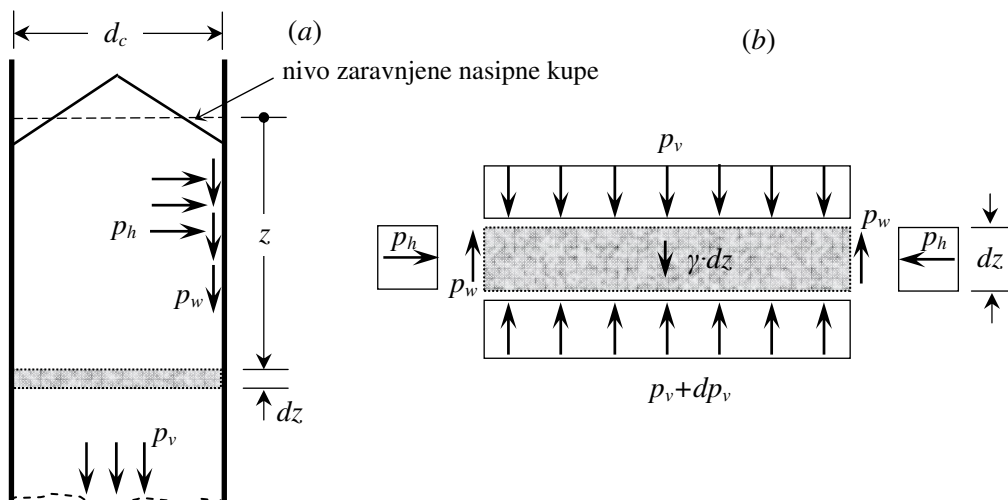 d_c
(a)
nivo zaravnjene nasipne kupe
p_h
z
p_w
dz
p_v
(b)
p_v
p_w
p_h
p_h
γ·dz
dz
p_w
p_v+dp_v